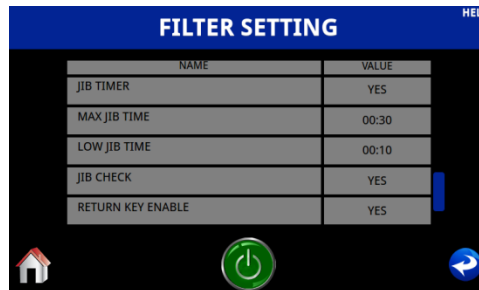 FILTER SETTING
NAME VALUE
JIB TIMER YES
MAX JIB TIME 00:30
LOW JIB TIME 00:10
JIB CHECK YES
RETURN KEY ENABLE YES